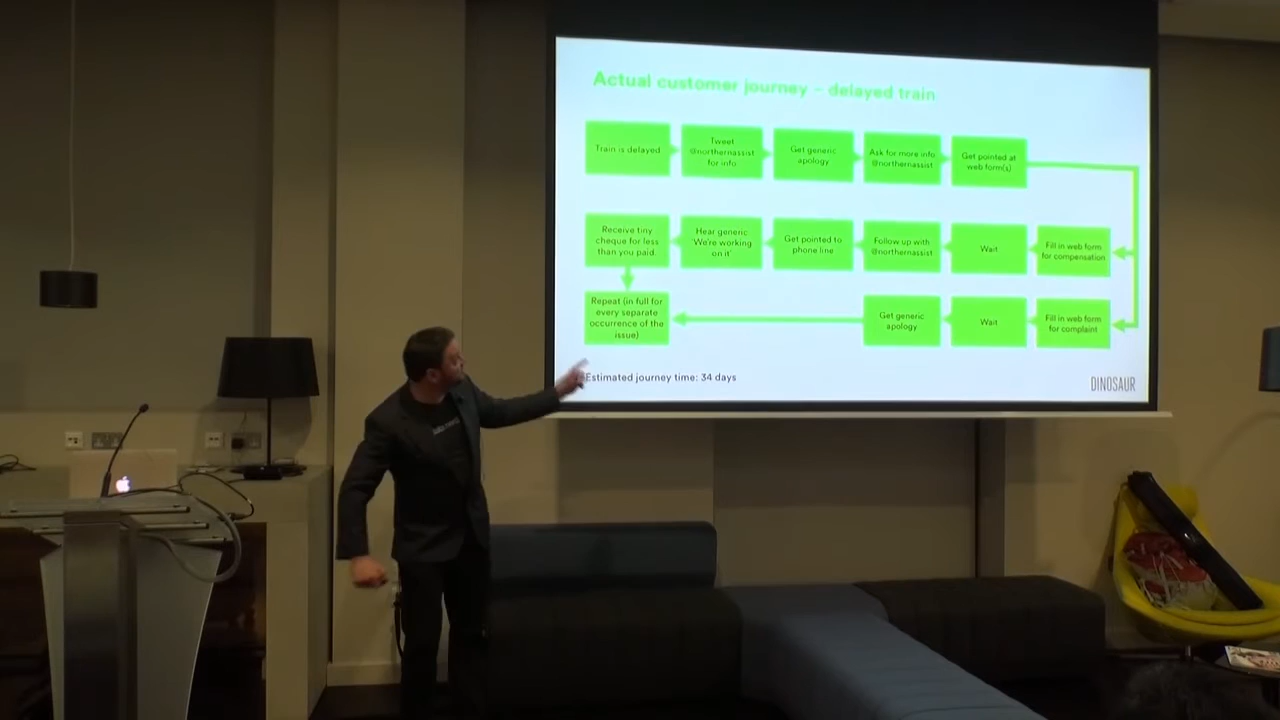 Actual customer journey – delayed train
Train is delayed
Tweet
@northernassist
for info
Get generic
apology
Ask for more info
@northernassist
Get pointed at
web form(s)
Receive tiny
cheque for less
than you paid.
Hear generic
'We're working
on it'
Get pointed to
phone line
Follow up with
@northernassist
Wait
Fill in web form
for compensation
Repeat (in full for
every separate
occurrence of the
issue)
Get generic
apology
Wait
Fill in web form
for complaint
Estimated journey time: 34 days
DINOSAUR